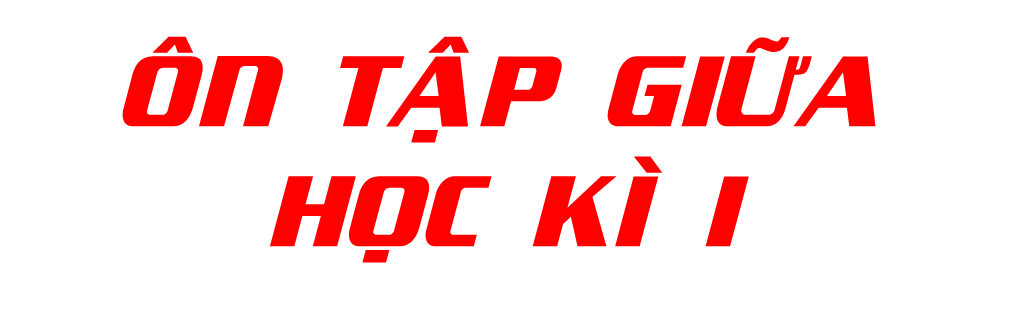 ÔN TẬP GIỮA
HỌC KÌ I